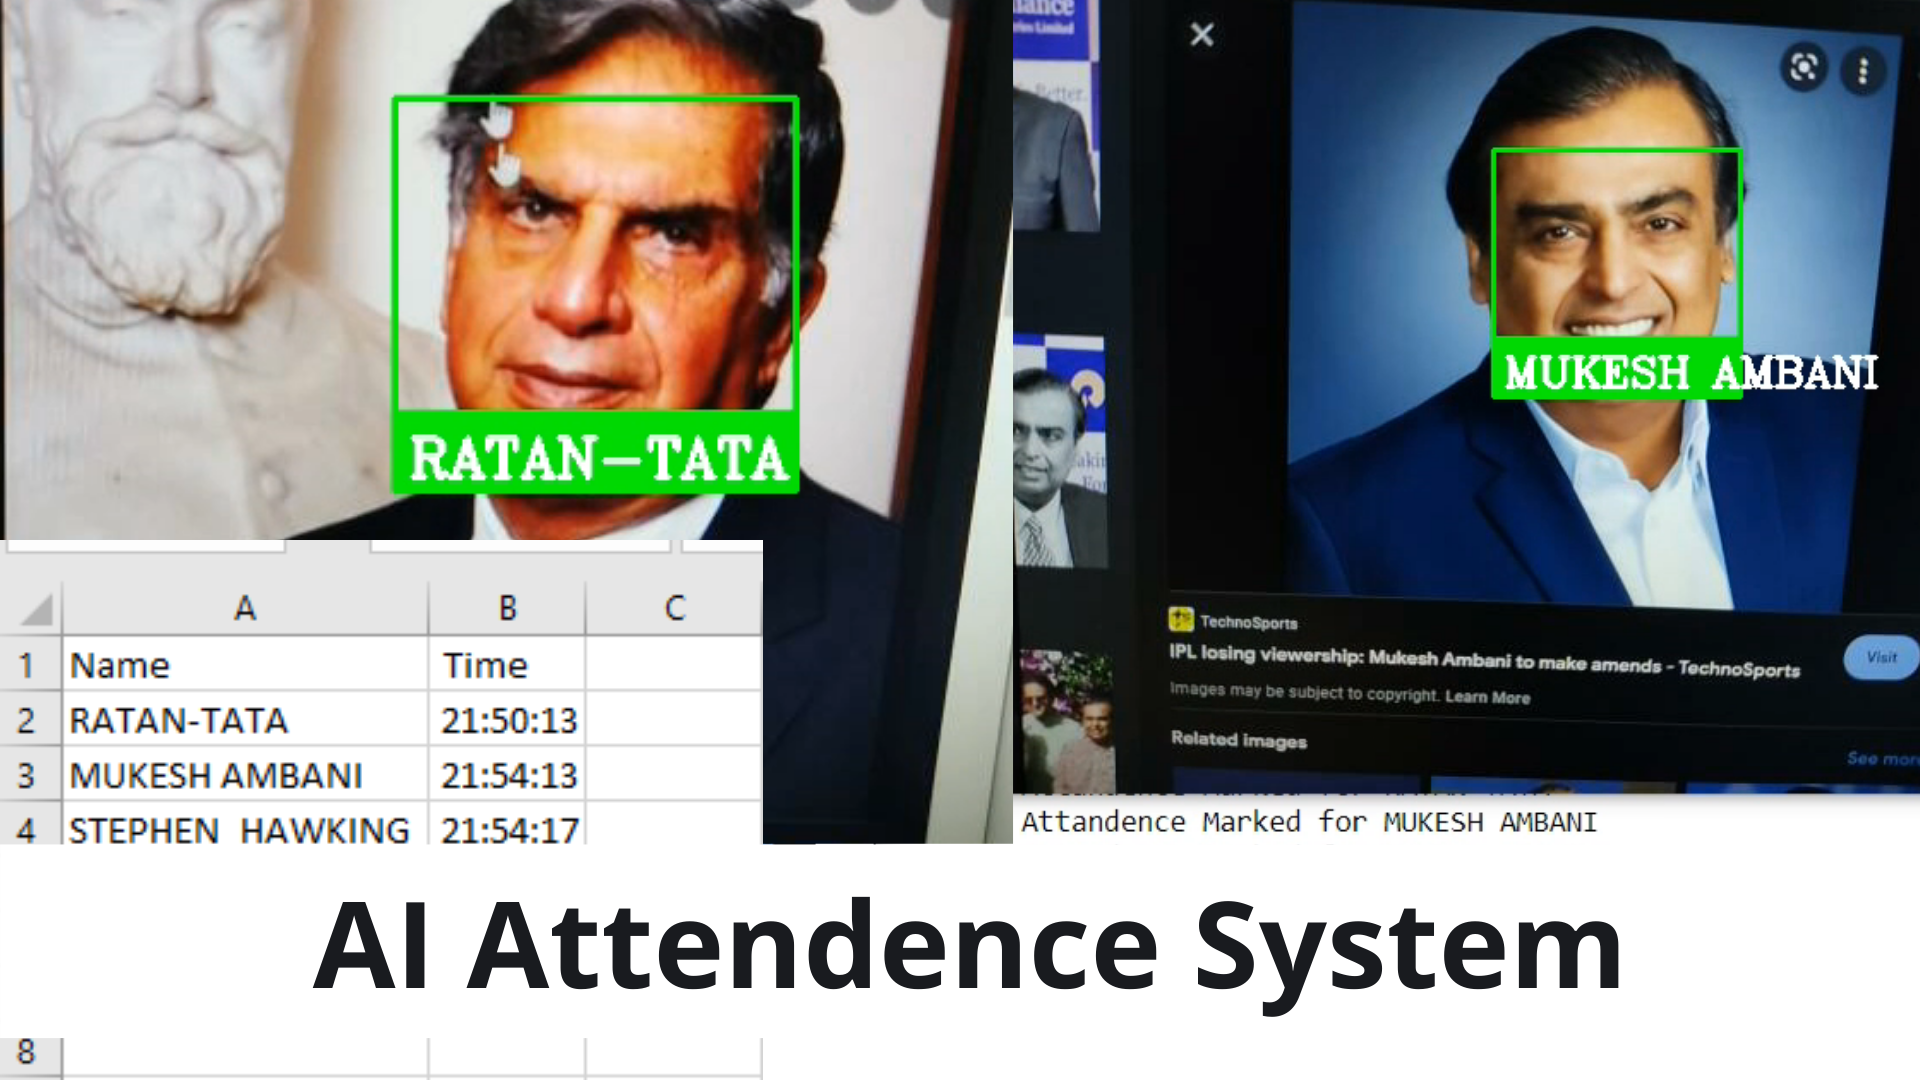 RATAN-TATA
A B C
1 Name Time
2 RATAN-TATA 21:50:13
3 MUKESH AMBANI 21:54:13
4 STEPHEN HAWKING 21:54:17
8
Better.
MUKESH AMBANI
TechnoSports
IPL losing viewership: Mukesh Ambani to make amends - TechnoSports
Visit
Images may be subject to copyright. Learn More
Related images
See more
Attandence Marked for MUKESH AMBANI
AI Attendence System